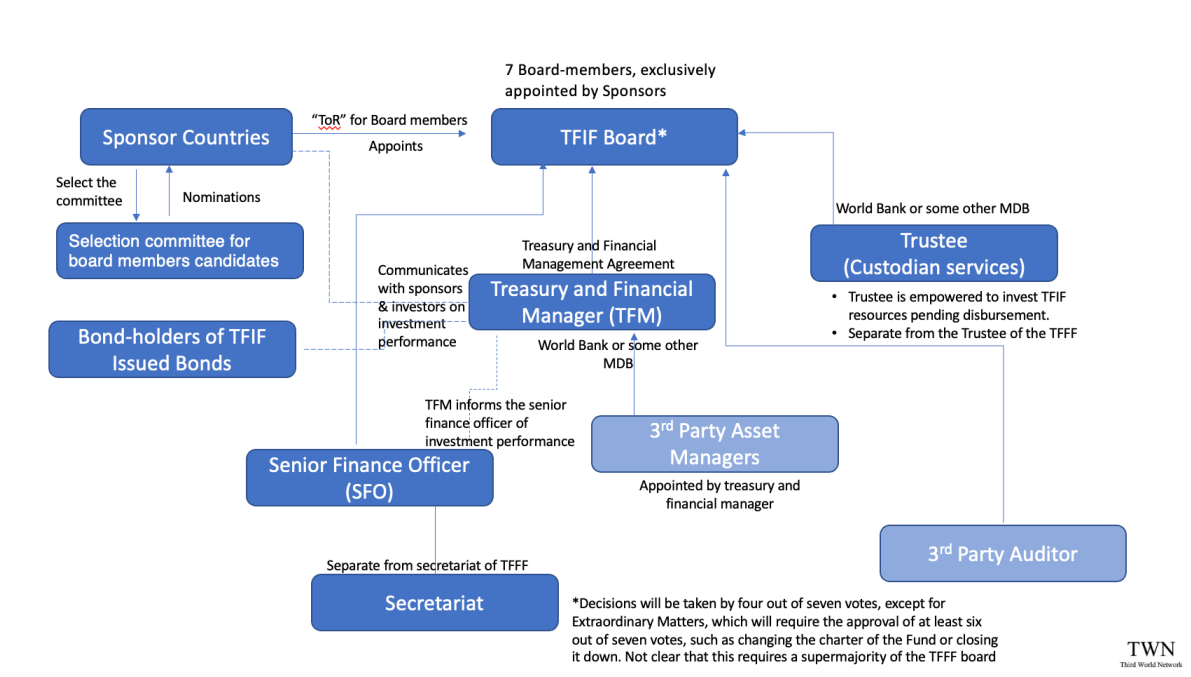 7 Board-members, exclusively
appointed by Sponsors
Sponsor Countries
“ToR” for Board members
Appoints
TFIF Board*
Select the
committee
Nominations
Selection committee for
board members candidates
World Bank or some other MDB
Trustee
(Custodian services)
• Trustee is empowered to invest TFIF
resources pending disbursement.
• Separate from the Trustee of the TFFF
Treasury and Financial
Management Agreement
Communicates
with sponsors
& investors on
investment
performance
Treasury and Financial
Manager (TFM)
World Bank or some other
MDB
Bond-holders of TFIF
Issued Bonds
TFM informs the senior
finance officer of
investment performance
3rd Party Asset
Managers
Appointed by treasury and
financial manager
Senior Finance Officer
(SFO)
3rd Party Auditor
Separate from secretariat of TFFF
Secretariat
*Decisions will be taken by four out of seven votes, except for
Extraordinary Matters, which will require the approval of at least six
out of seven votes, such as changing the charter of the Fund or closing
it down. Not clear that this requires a supermajority of the TFFF board
TWN
Third World Network